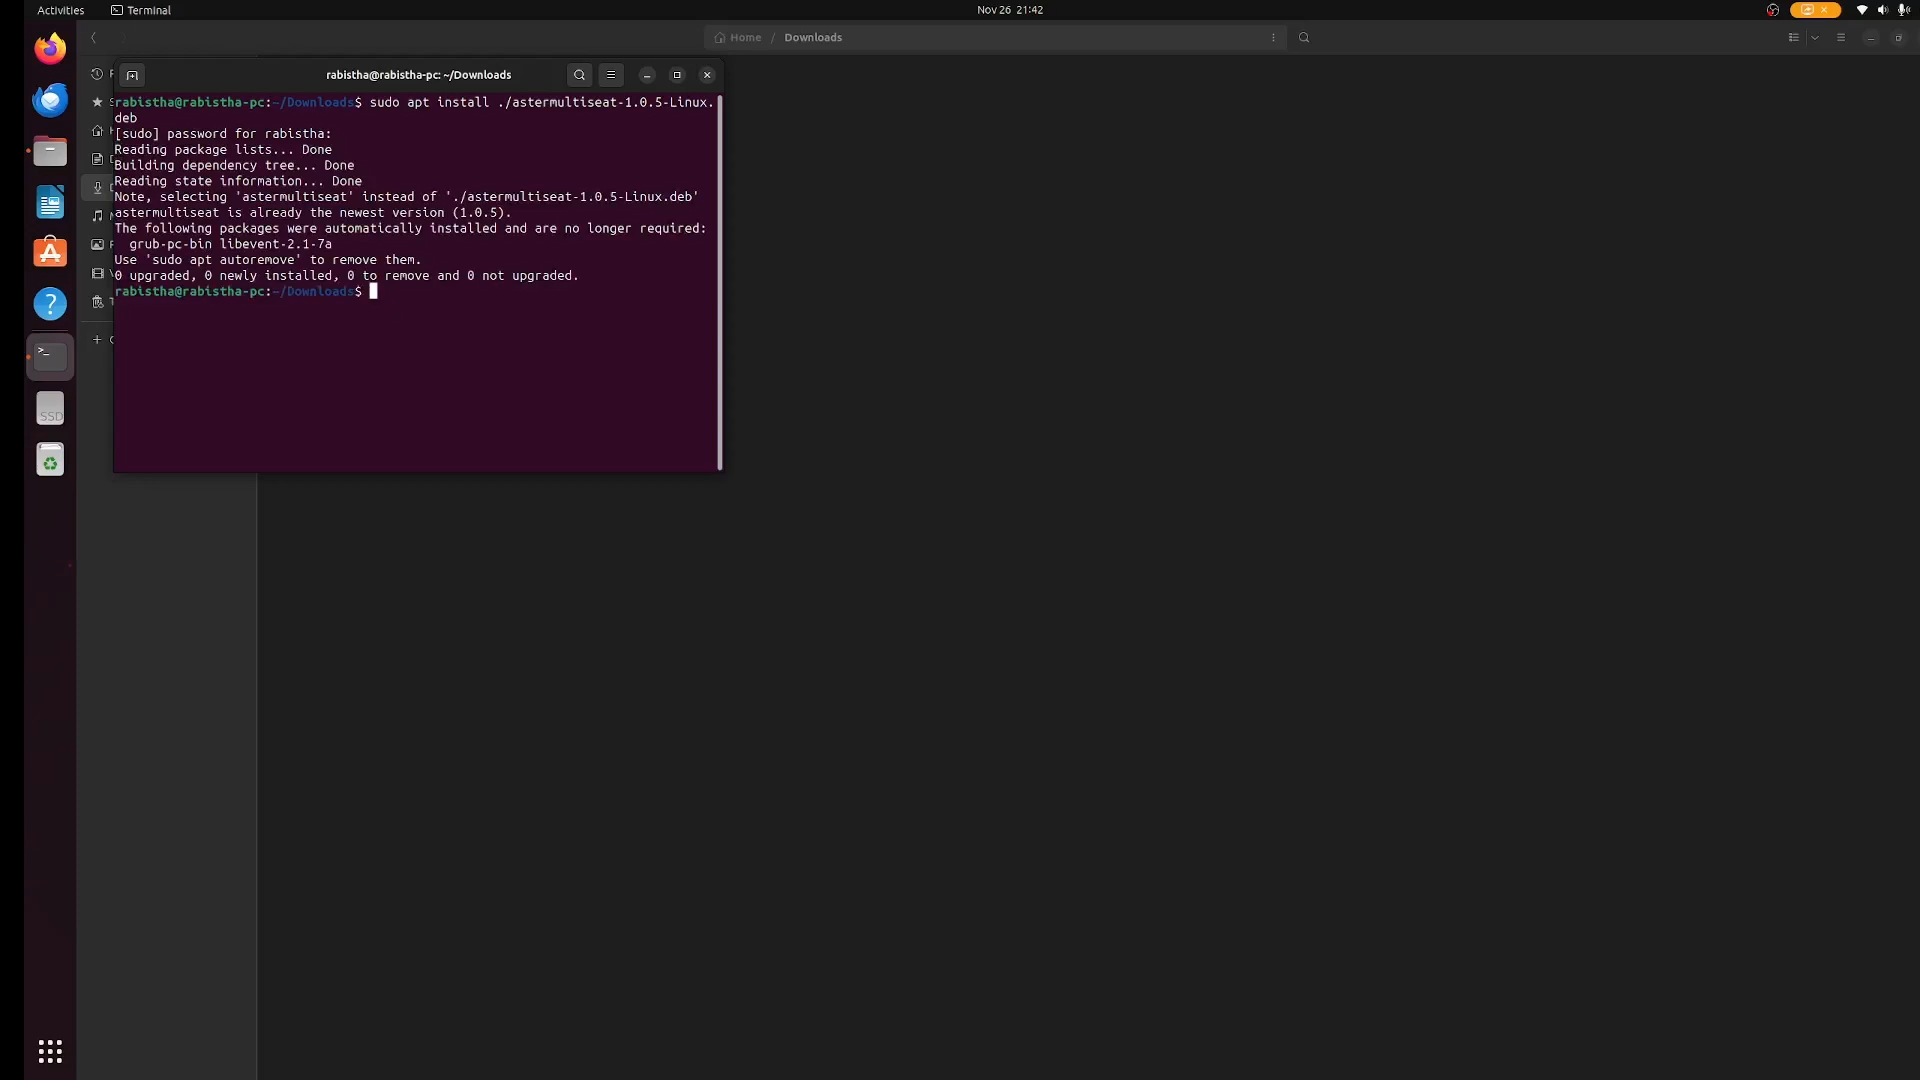 Activities
Terminal
Nov 26 21:42
Home / Downloads
rabistha@rabistha-pc: ~/Downloads
rabistha@rabistha-pc:~/Downloads$ sudo apt install ./astermultiseat-1.0.5-Linux.
deb
[sudo] password for rabistha:
Reading package lists... Done
Building dependency tree... Done
Reading state information... Done
Note, selecting 'astermultiseat' instead of './astermultiseat-1.0.5-Linux.deb'
astermultiseat is already the newest version (1.0.5).
The following packages were automatically installed and are no longer required:
  grub-pc-bin libevent-2.1-7a
Use 'sudo apt autoremove' to remove them.
0 upgraded, 0 newly installed, 0 to remove and 0 not upgraded.
rabistha@rabistha-pc:~/Downloads$
SSD